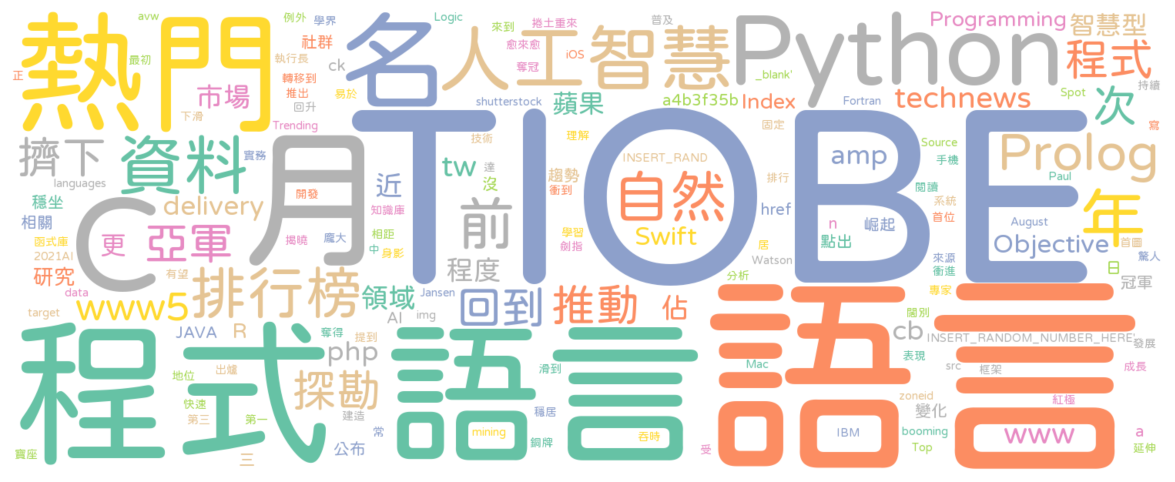 avw
例外
學界
Logic
來到
捲土重來
普及
Programming
熱門
最初
社群
名
愈來愈
iOS
人工智慧
Python
智慧型
正
執行長
ck
奪冠
_blank'
程式
市場
轉移到
推出
回升
易於
shutterstock
蘋果
a4b3f35b
Index
Fortran
technews
Spot
持續
次
下滑
Trending
TIOBE
技術
理解
固定
寫
擠下
資料
實務
月
tw
達
INSERT_RAND
amp
Source
手機
Prolog
languages
C
開發
近
沒
趨勢
衝到
自然
排行
閱讀
系統
Paul
穩坐
delivery
知識庫
前
href
n
崛起
首位
年
相關
更
亞軍
揭曉
龐大
相距
學習
創指
Swift
點出
August
函式庫
2021AI
中
身影
居
Objective
首圖
驚人
研究
有望
排行榜
程度
Watson
來源
衝進
日
冠軍
data
www5
領域
Jansen
回到
推動
佔
分析
專家
target
AI
img
程式語言
語言
JAVA
R
奪得
提到
php
cb
闊別
INSERT_RANDOM_NUMBER_HERE'
發展
地位
出爐
探勘
滑到
Mac
表現
src
框架
成長
快速
第三
第一
建造
穩居
zoneid
變化
紅極
寶座
三
公布
常
mining
銅牌
吞時
受
IBM
booming
Top
www
a
延伸